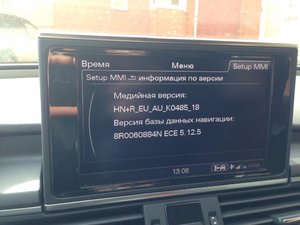 Время Меню Setup MMI
Setup MMI информация по версии
Медийная версия:
HN+R_EU_AU_K0485_18
Версия базы данных навигации:
8R0060884N ECE 5.12.5
13:08